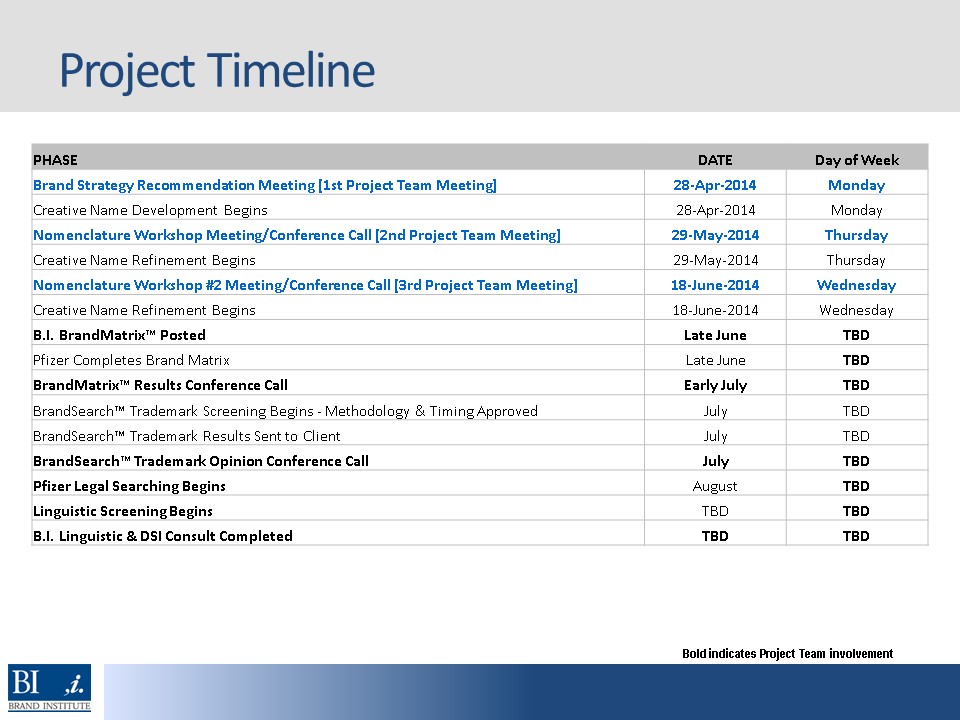 Project Timeline
PHASE DATE Day of Week
Brand Strategy Recommendation Meeting [1st Project Team Meeting] 28-Apr-2014 Monday
Creative Name Development Begins 28-Apr-2014 Monday
Nomenclature Workshop Meeting/Conference Call [2nd Project Team Meeting] 29-May-2014 Thursday
Creative Name Refinement Begins 29-May-2014 Thursday
Nomenclature Workshop #2 Meeting/Conference Call [3rd Project Team Meeting] 18-June-2014 Wednesday
Creative Name Refinement Begins 18-June-2014 Wednesday
B.I. BrandMatrix™ Posted Late June TBD
Pfizer Completes Brand Matrix Late June TBD
BrandMatrix™ Results Conference Call Early July TBD
BrandSearch™ Trademark Screening Begins - Methodology & Timing Approved July TBD
BrandSearch™ Trademark Results Sent to Client July TBD
BrandSearch™ Trademark Opinion Conference Call July TBD
Pfizer Legal Searching Begins August TBD
Linguistic Screening Begins TBD TBD
B.I. Linguistic & DSI Consult Completed TBD TBD
Bold indicates Project Team involvement
BI .i.
BRAND INSTITUTE